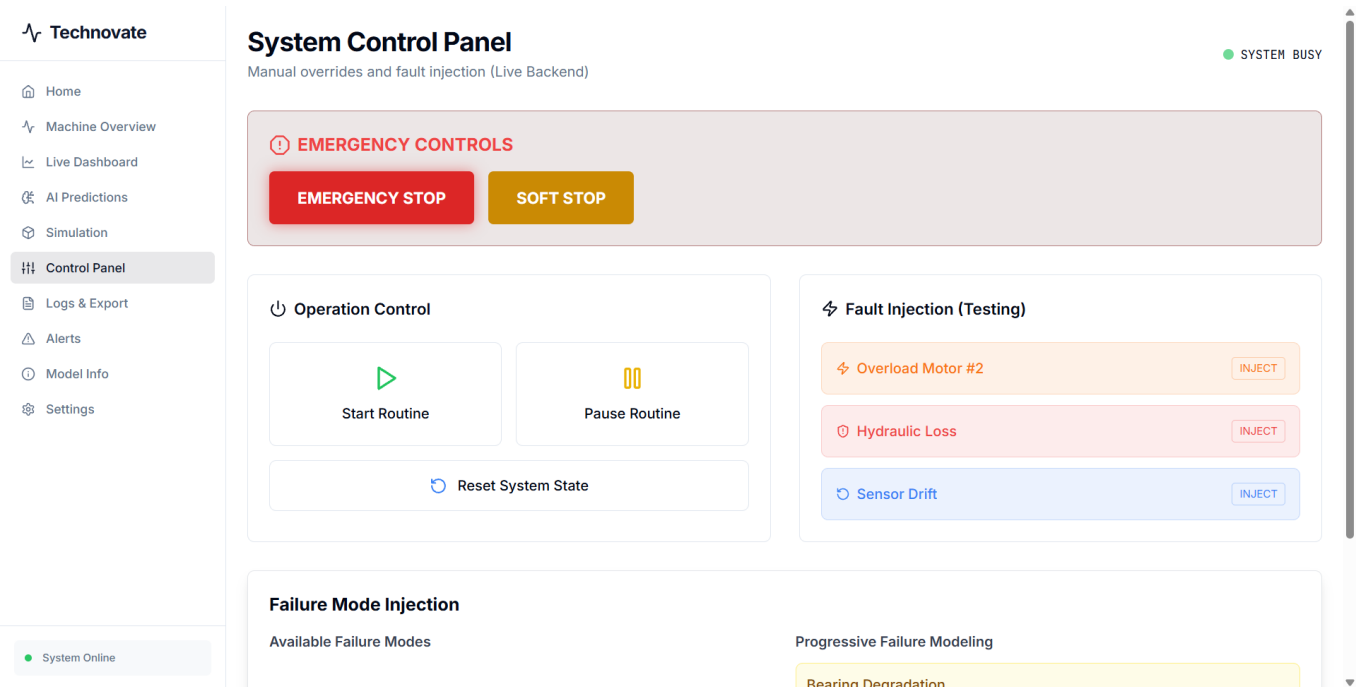 Technovate
Home
Machine Overview
Live Dashboard
AI Predictions
Simulation
Control Panel
Logs & Export
Alerts
Model Info
Settings
System Online
System Control Panel
Manual overrides and fault injection (Live Backend)
SYSTEM BUSY
EMERGENCY CONTROLS
EMERGENCY STOP
SOFT STOP
Operation Control
Start Routine
Pause Routine
Reset System State
Fault Injection (Testing)
Overload Motor #2
INJECT
Hydraulic Loss
INJECT
Sensor Drift
INJECT
Failure Mode Injection
Available Failure Modes
Progressive Failure Modeling
Bearing Degradation